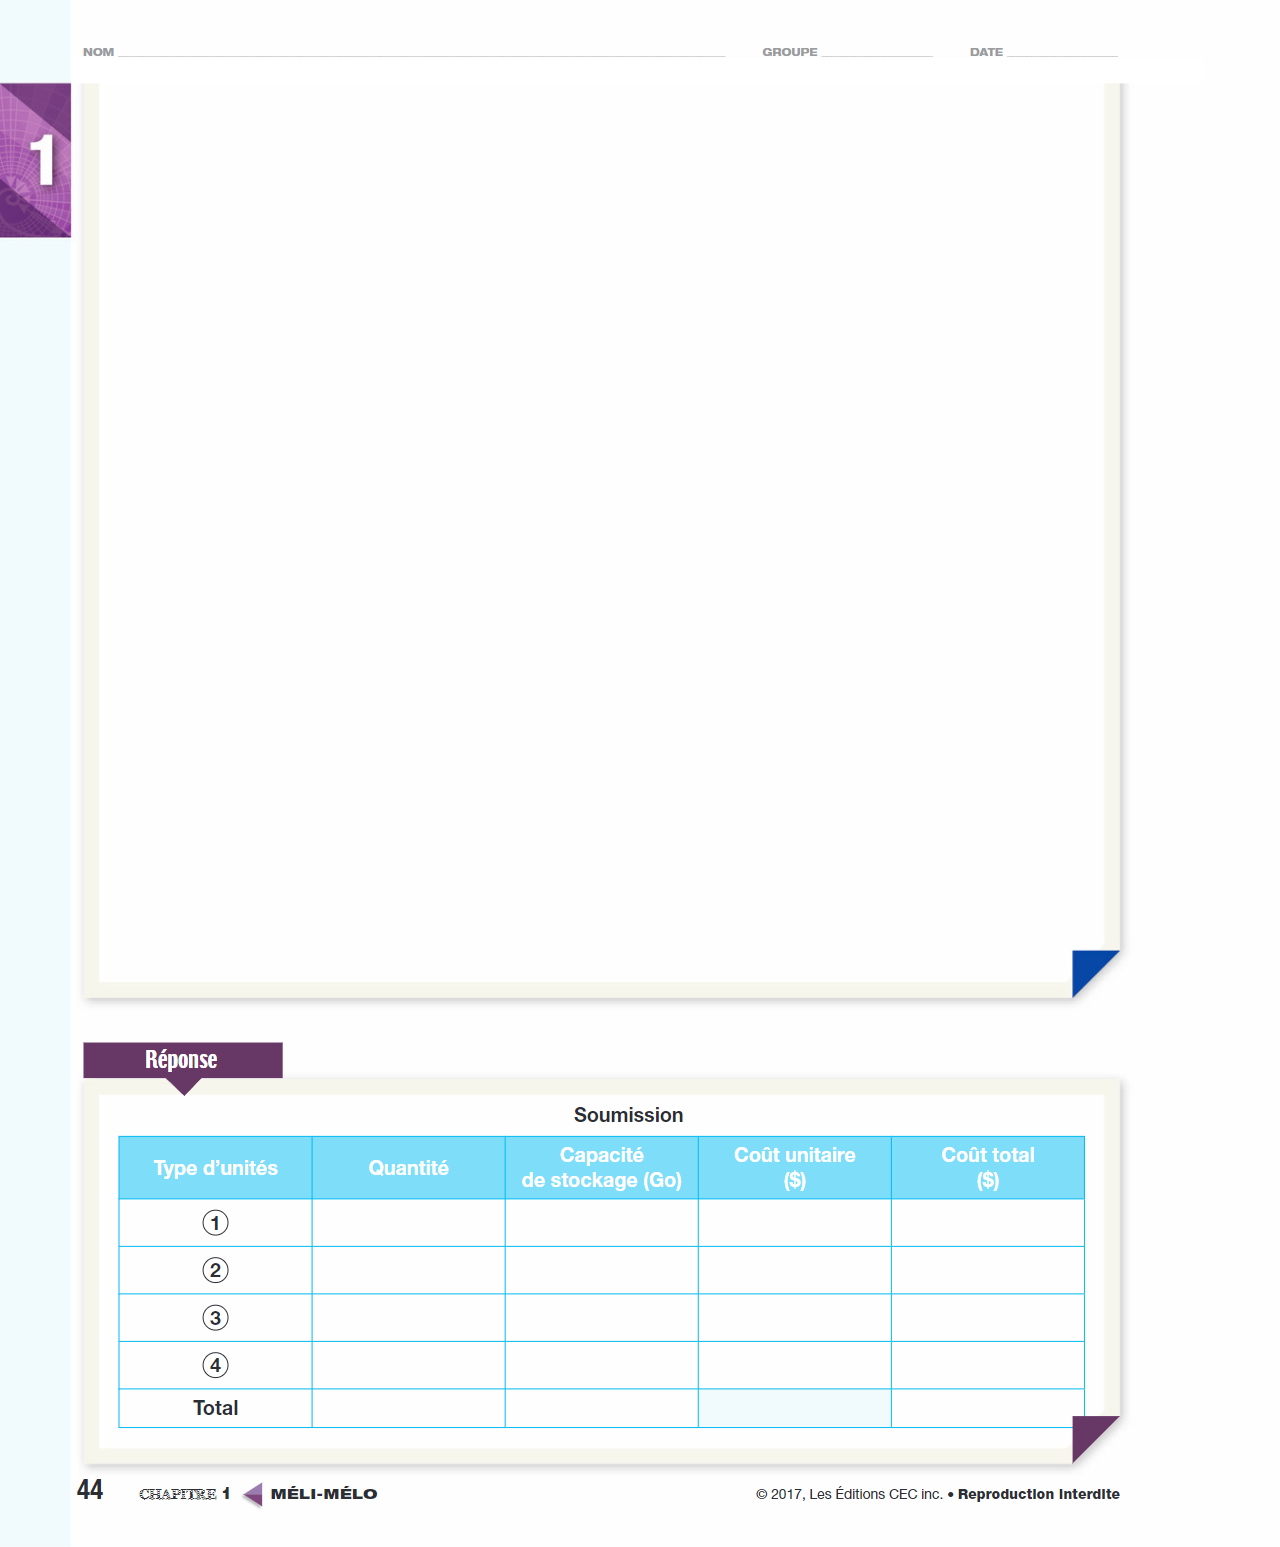 NOM GROUPE DATE
1
Réponse
Soumission
Type d’unités Quantité Capacité de stockage (Go) Coût unitaire ($) Coût total ($)
1
2
3
4
Total
44 CHAPITRE 1 MÉLI-MÉLO © 2017, Les Éditions CEC inc. • Reproduction interdite